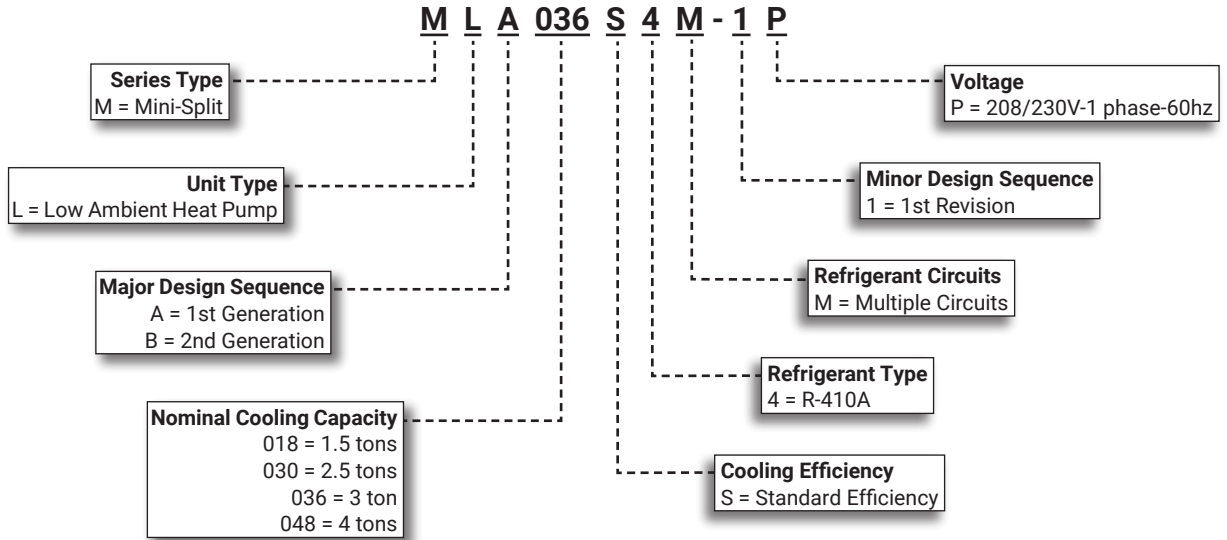 M L A 036 S 4 M - 1 P
Series Type
M = Mini-Split
Voltage
P = 208/230V-1 phase-60hz
Unit Type
L = Low Ambient Heat Pump
Minor Design Sequence
1 = 1st Revision
Major Design Sequence
A = 1st Generation
B = 2nd Generation
Refrigerant Circuits
M = Multiple Circuits
Refrigerant Type
4 = R-410A
Nominal Cooling Capacity
018 = 1.5 tons
030 = 2.5 tons
036 = 3 ton
048 = 4 tons
Cooling Efficiency
S = Standard Efficiency